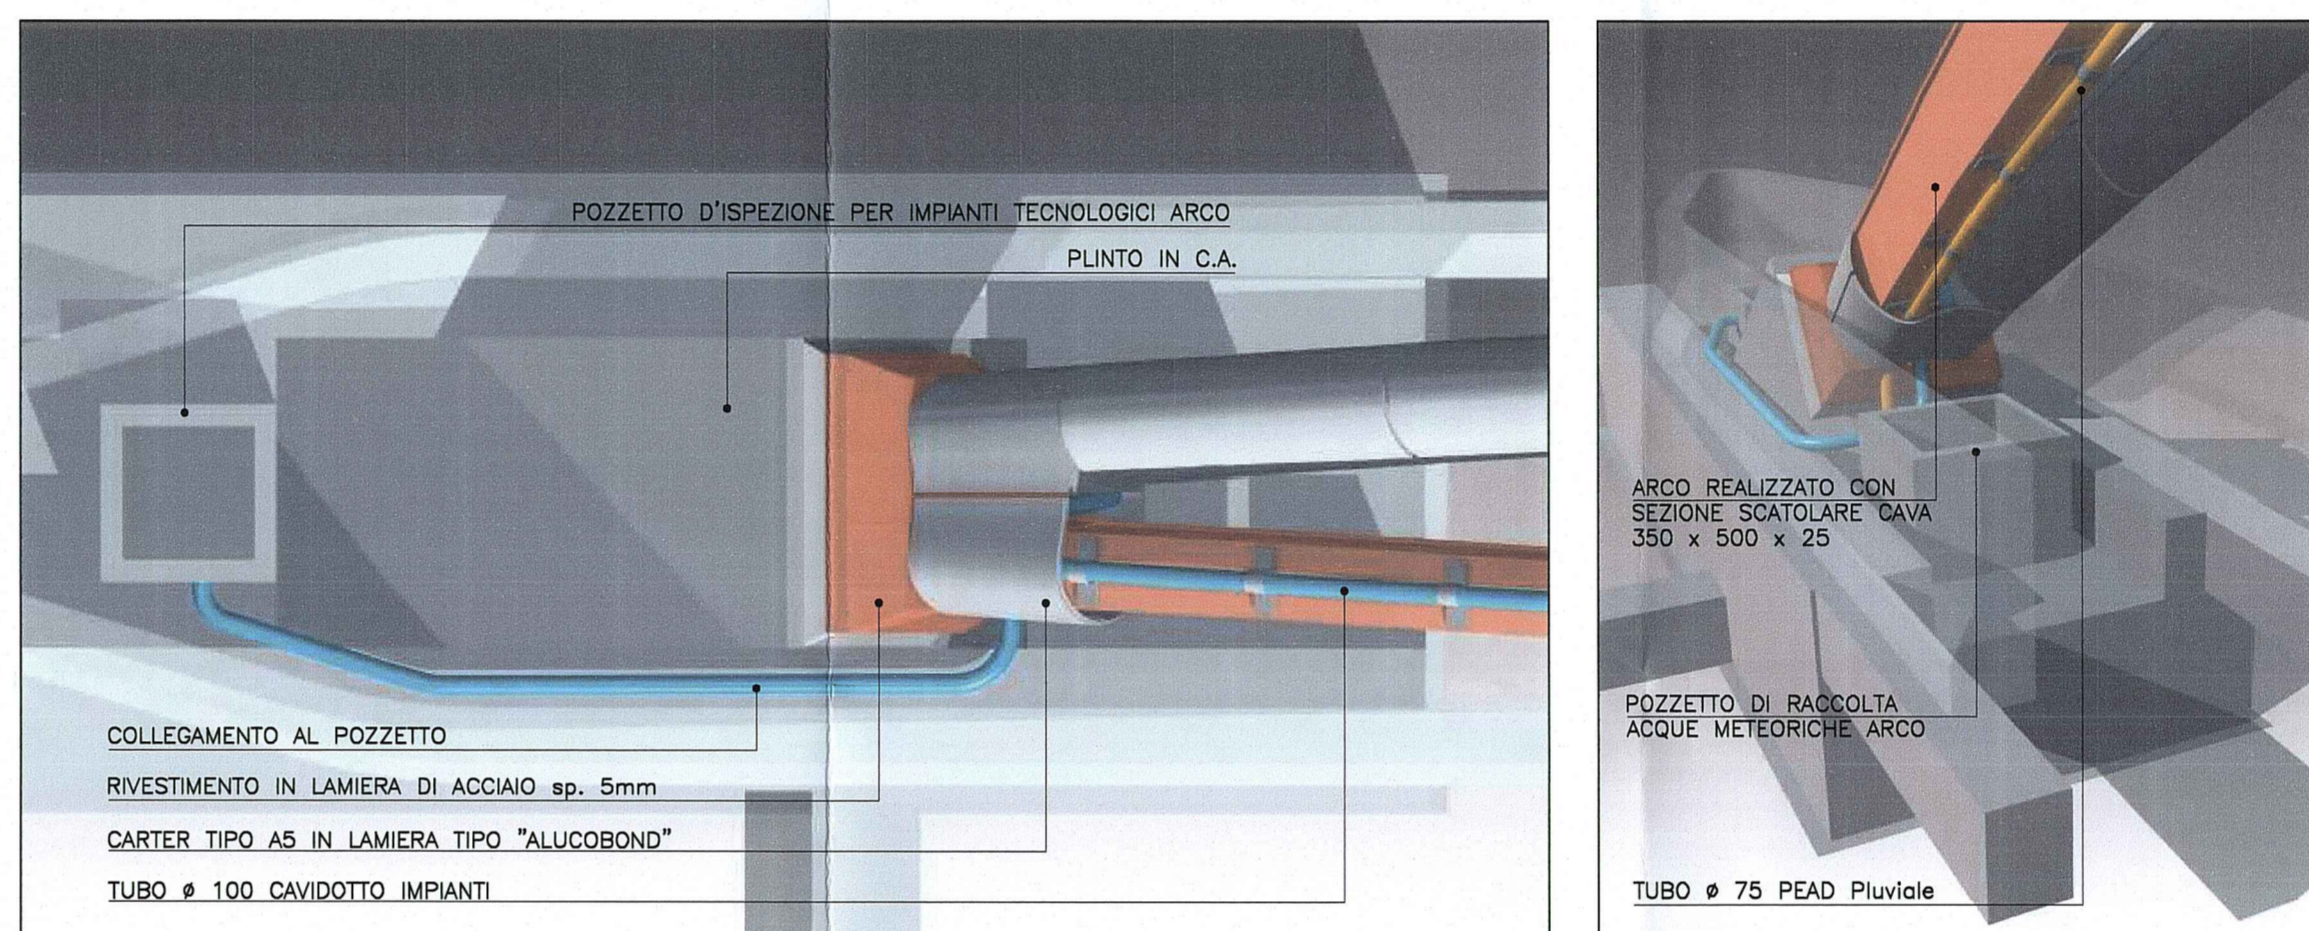 POZZETTO D'ISPEZIONE PER IMPIANTI TECNOLOGICI ARCO
PLINTO IN C.A.
COLLEGAMENTO AL POZZETTO
RIVESTIMENTO IN LAMIERA DI ACCIAIO sp. 5mm
CARTER TIPO A5 IN LAMIERA TIPO "ALUCOBOND"
TUBO ø 100 CAVIDOTTO IMPIANTI
ARCO REALIZZATO CON
SEZIONE SCATOLARE CAVA
350 x 500 x 25
POZZETTO DI RACCOLTA
ACQUE METEORICHE ARCO
TUBO ø 75 PEAD Pluviale